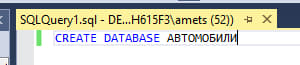 SQLQuery1.sql - DE...H615F3\amets (52))*
CREATE DATABASE АВТОМОБИЛИ